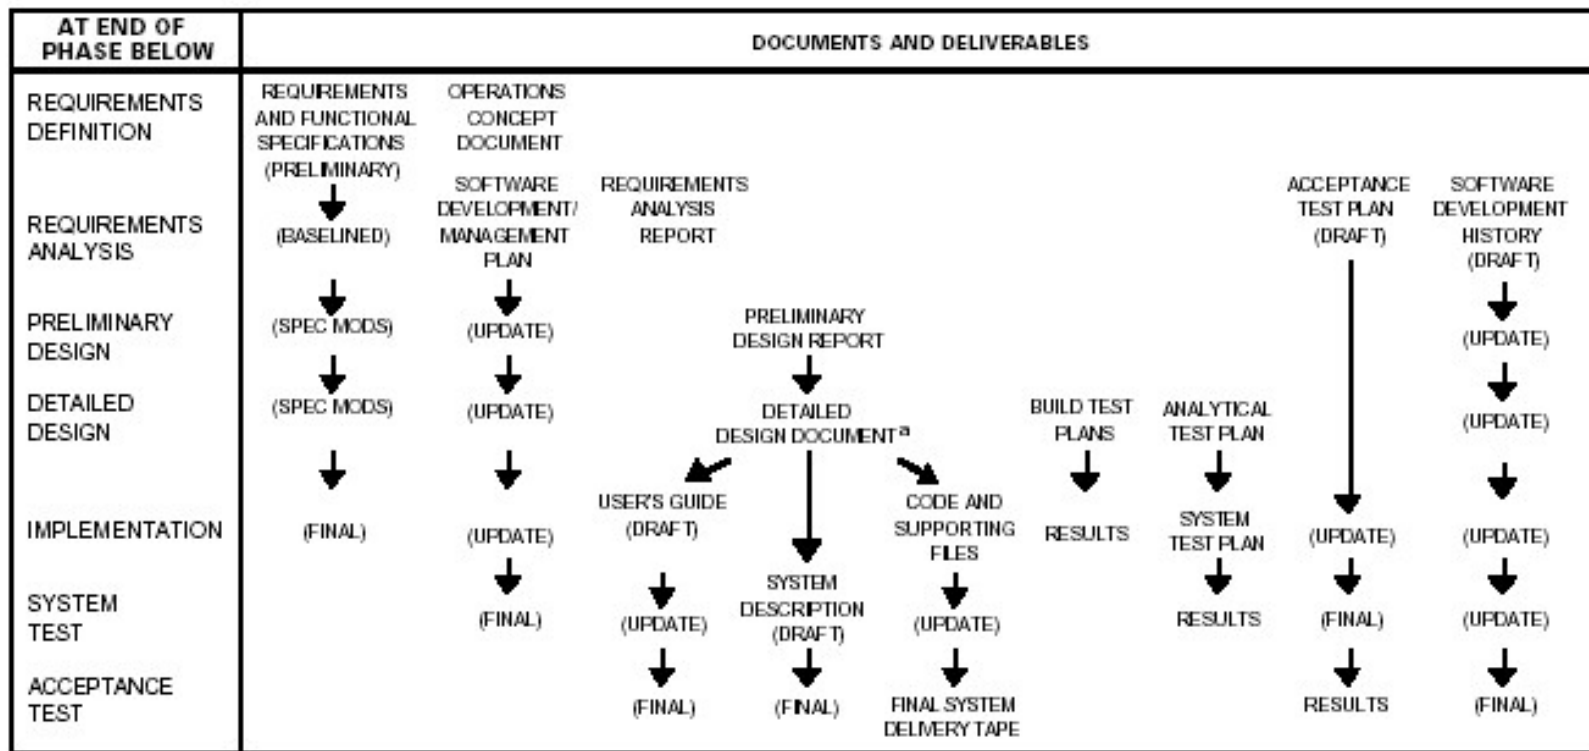 AT END OF
PHASE BELOW
DOCUMENTS AND DELIVERABLES
REQUIREMENTS
DEFINITION
REQUIREMENTS
AND FUNCTIONAL
SPECIFICATIONS
(PRELIMINARY)
OPERATIONS
CONCEPT
DOCUMENT
REQUIREMENTS
ANALYSIS
(BASELINED)
SOFTWARE
DEVELOPMENT/
MANAGEMENT
PLAN
REQUIREMENTS
ANALYSIS
REPORT
ACCEPTANCE
TEST PLAN
(DRAFT)
SOFTWARE
DEVELOPMENT
HISTORY
(DRAFT)
PRELIMINARY
DESIGN
(SPEC MODS)
(UPDATE)
PRELIMINARY
DESIGN REPORT
(UPDATE)
DETAILED
DESIGN
(SPEC MODS)
(UPDATE)
DETAILED
DESIGN DOCUMENT a
BUILD TEST
PLANS
ANALYTICAL
TEST PLAN
(UPDATE)
IMPLEMENTATION
(FINAL)
(UPDATE)
USER'S GUIDE
(DRAFT)
CODE AND
SUPPORTING
FILES
RESULTS
SYSTEM
TEST PLAN
(UPDATE)
(UPDATE)
SYSTEM
TEST
(FINAL)
(UPDATE)
SYSTEM
DESCRIPTION
(DRAFT)
(UPDATE)
RESULTS
(FINAL)
(UPDATE)
ACCEPTANCE
TEST
(FINAL)
(FINAL)
FINAL SYSTEM
DELIVERY TAPE
RESULTS
(FINAL)